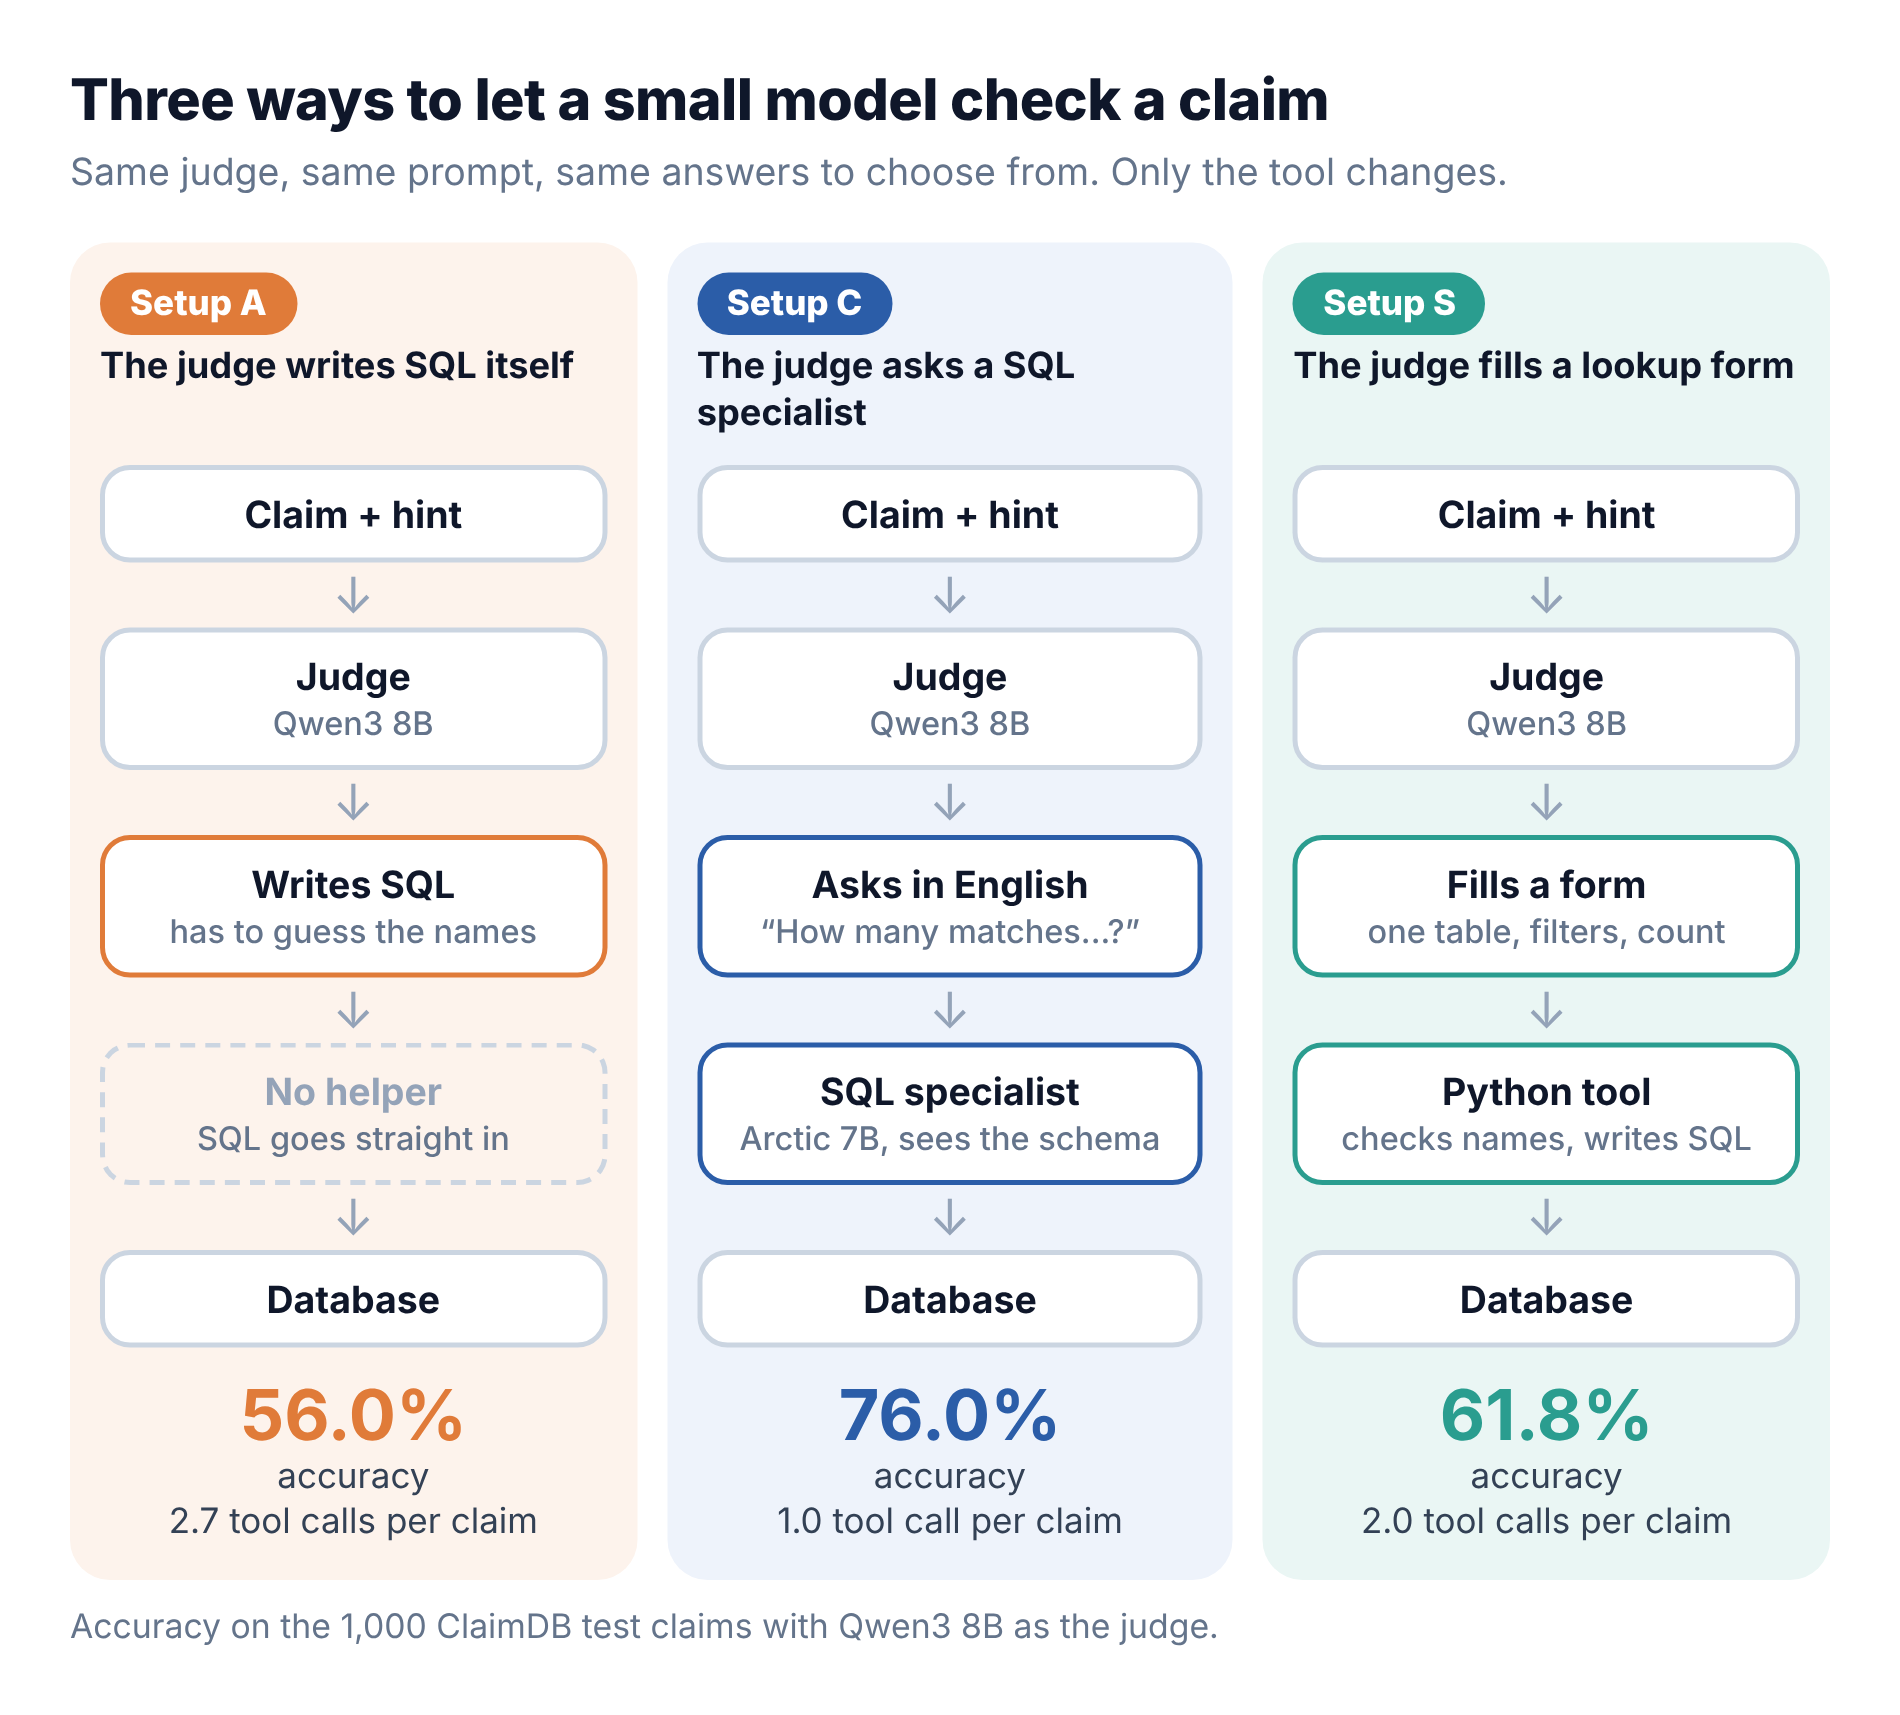 Three ways to let a small model check a claim
Same judge, same prompt, same answers to choose from. Only the tool changes.
Setup A
The judge writes SQL itself
Claim + hint
Judge
Qwen3 8B
Writes SQL
has to guess the names
No helper
SQL goes straight in
Database
56.0%
accuracy
2.7 tool calls per claim
Setup C
The judge asks a SQL
specialist
Claim + hint
Judge
Qwen3 8B
Asks in English
“How many matches…?”
SQL specialist
Arctic 7B, sees the schema
Database
76.0%
accuracy
1.0 tool call per claim
Setup S
The judge fills a lookup form
Claim + hint
Judge
Qwen3 8B
Fills a form
one table, filters, count
Python tool
checks names, writes SQL
Database
61.8%
accuracy
2.0 tool calls per claim
Accuracy on the 1,000 ClaimDB test claims with Qwen3 8B as the judge.